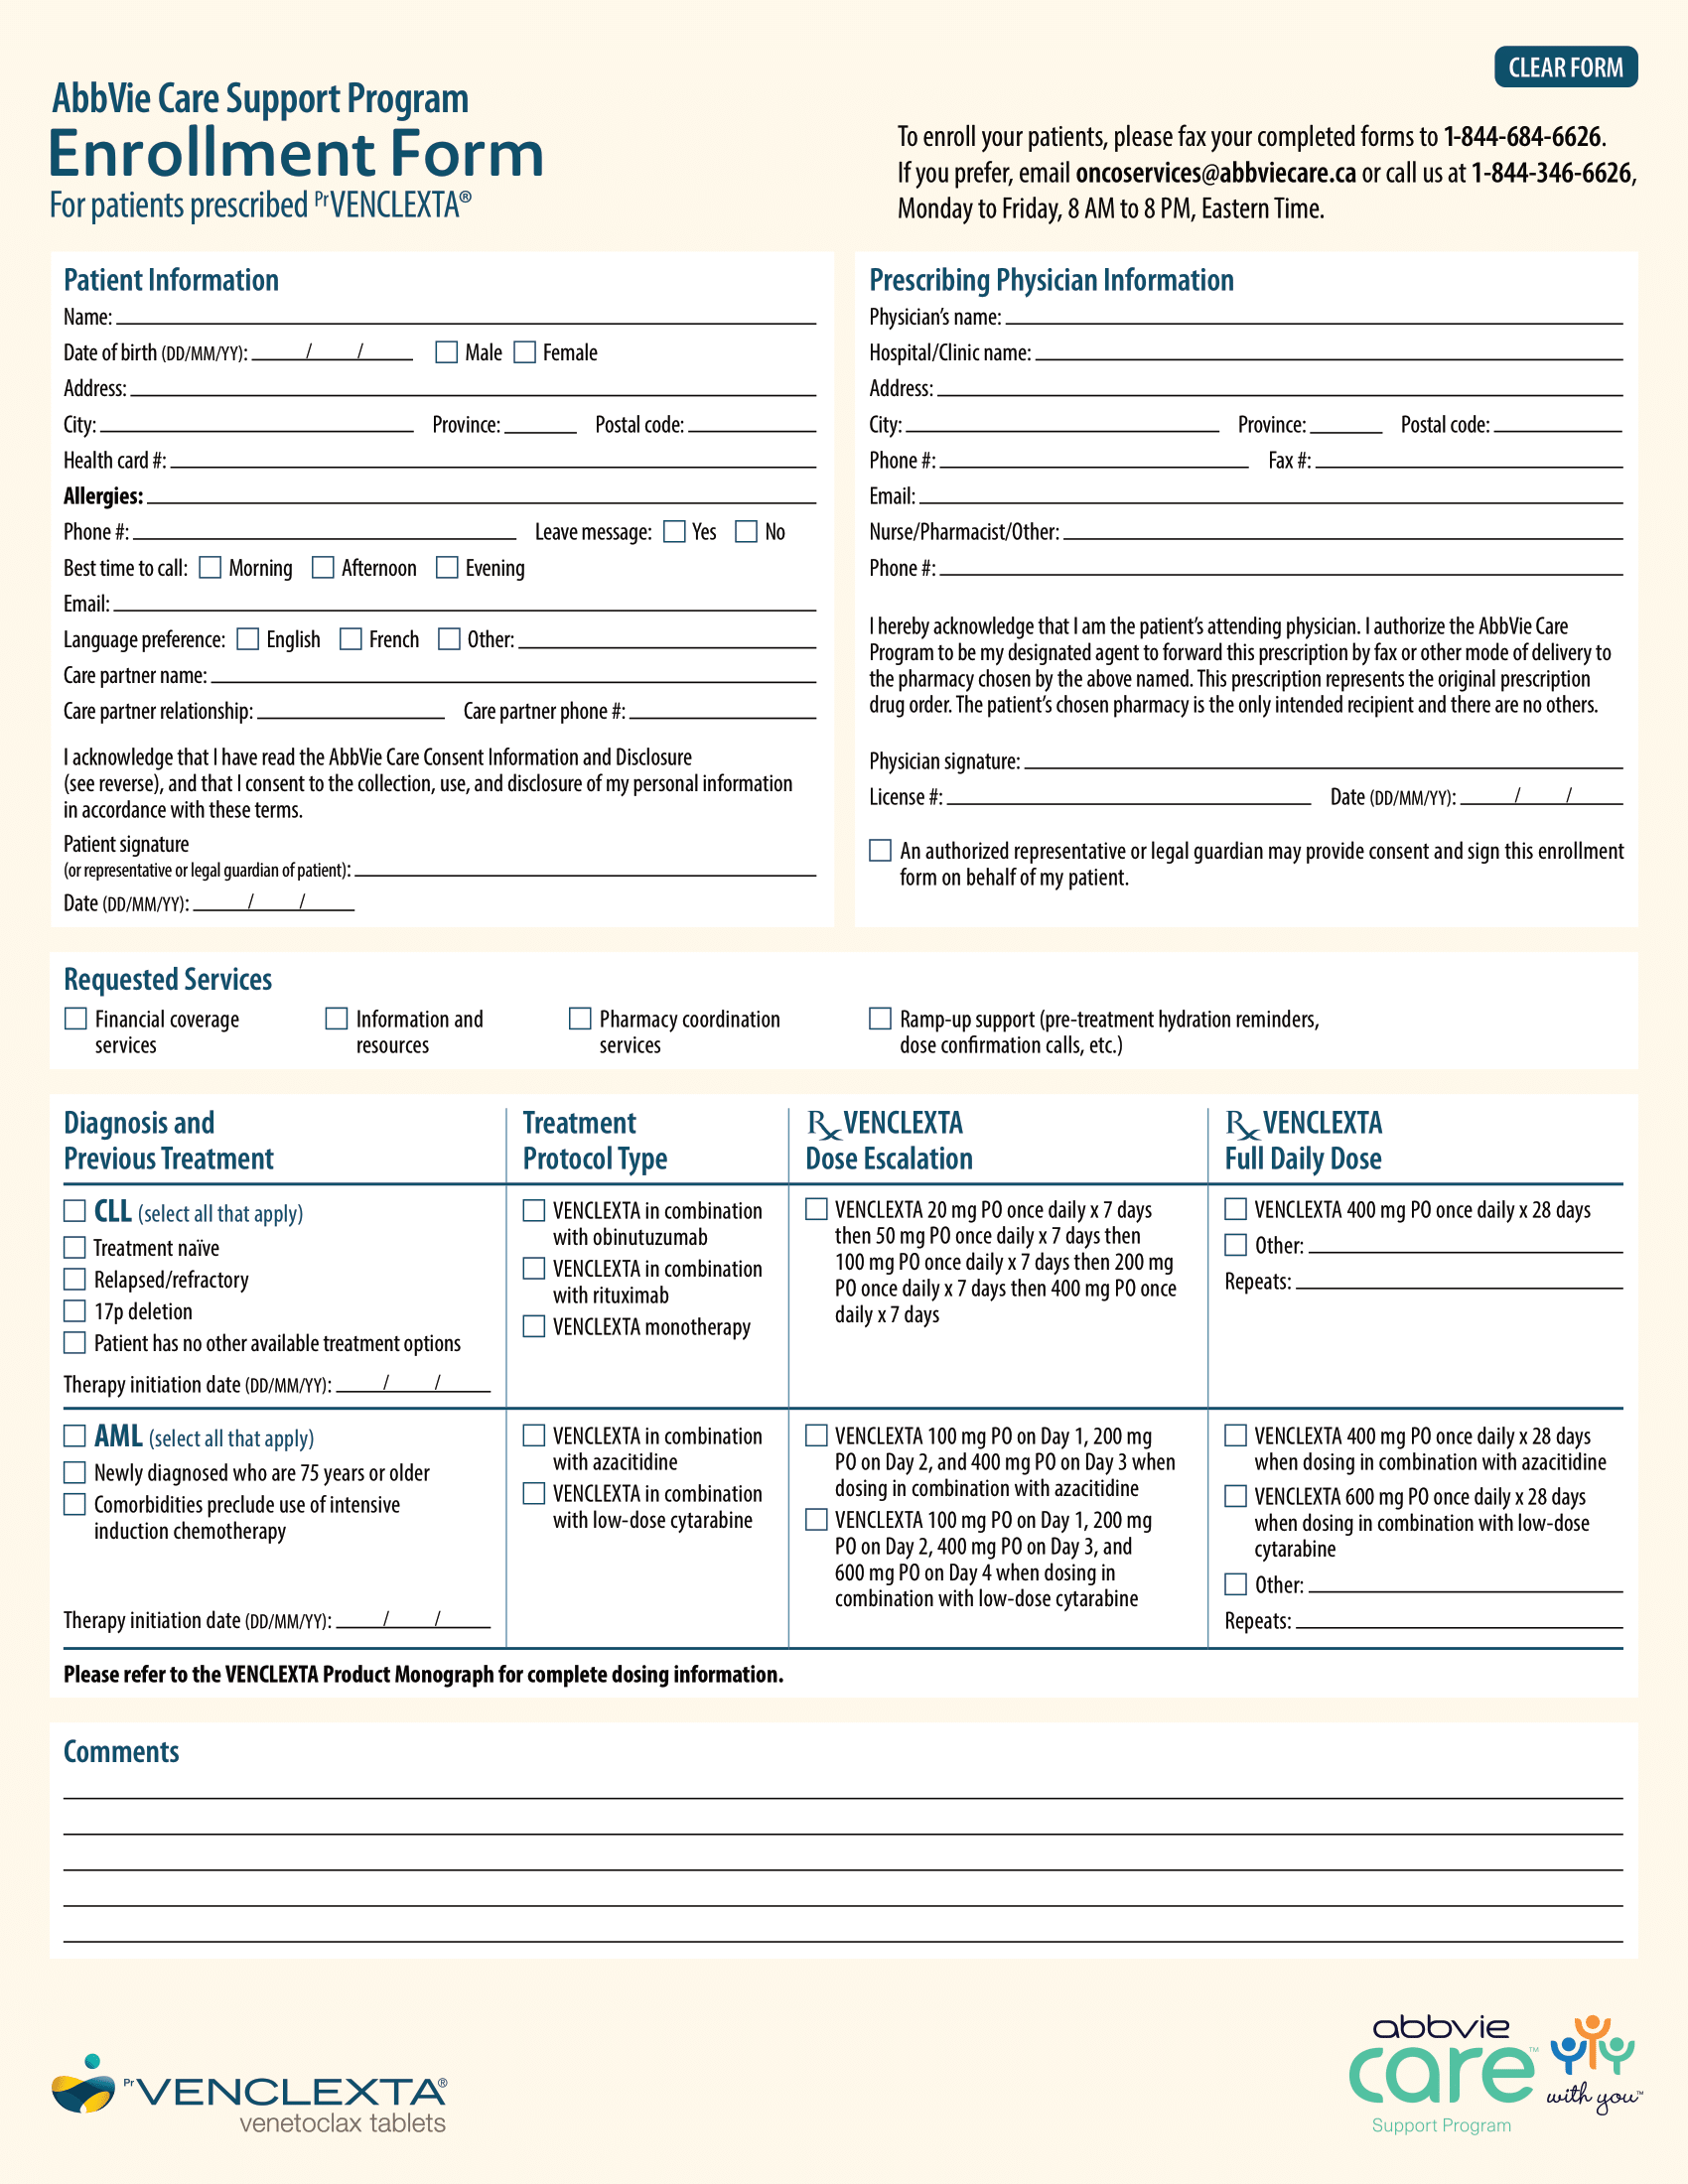 CLEAR FORM
AbbVie Care Support Program
Enrollment Form
For patients prescribed PrVENCLEXTA®
To enroll your patients, please fax your completed forms to 1-844-684-6626.
If you prefer, email oncoservices@abbviecare.ca or call us at 1-844-346-6626,
Monday to Friday, 8 AM to 8 PM, Eastern Time.
Patient Information
Name:
Date of birth (DD/MM/YY): / / Male Female
Address:
City: Province: Postal code:
Health card #:
Allergies:
Phone #: Leave message: Yes No
Best time to call: Morning Afternoon Evening
Email:
Language preference: English French Other:
Care partner name:
Care partner relationship: Care partner phone #:
I acknowledge that I have read the AbbVie Care Consent Information and Disclosure
(see reverse), and that I consent to the collection, use, and disclosure of my personal information
in accordance with these terms.
Patient signature
(or representative or legal guardian of patient):
Date (DD/MM/YY): / /
Prescribing Physician Information
Physician's name:
Hospital/Clinic name:
Address:
City: Province: Postal code:
Phone #: Fax #:
Email:
Nurse/Pharmacist/Other:
Phone #:
I hereby acknowledge that I am the patient's attending physician. I authorize the AbbVie Care
Program to be my designated agent to forward this prescription by fax or other mode of delivery to
the pharmacy chosen by the above named. This prescription represents the original prescription
drug order. The patient's chosen pharmacy is the only intended recipient and there are no others.
Physician signature:
License #: Date (DD/MM/YY): / /
An authorized representative or legal guardian may provide consent and sign this enrollment
form on behalf of my patient.
Requested Services
Financial coverage
services
Information and
resources
Pharmacy coordination
services
Ramp-up support (pre-treatment hydration reminders,
dose confirmation calls, etc.)
Diagnosis and
Previous Treatment
Treatment
Protocol Type
℞ VENCLEXTA
Dose Escalation
℞ VENCLEXTA
Full Daily Dose
CLL (select all that apply)
Treatment naïve
Relapsed/refractory
17p deletion
Patient has no other available treatment options
Therapy initiation date (DD/MM/YY): / /
VENCLEXTA in combination
with obinutuzumab
VENCLEXTA in combination
with rituximab
VENCLEXTA monotherapy
VENCLEXTA 20 mg PO once daily x 7 days
then 50 mg PO once daily x 7 days then
100 mg PO once daily x 7 days then 200 mg
PO once daily x 7 days then 400 mg PO once
daily x 7 days
VENCLEXTA 400 mg PO once daily x 28 days
Other:
Repeats:
AML (select all that apply)
Newly diagnosed who are 75 years or older
Comorbidities preclude use of intensive
induction chemotherapy
Therapy initiation date (DD/MM/YY): / /
VENCLEXTA in combination
with azacitidine
VENCLEXTA in combination
with low-dose cytarabine
VENCLEXTA 100 mg PO on Day 1, 200 mg
PO on Day 2, and 400 mg PO on Day 3 when
dosing in combination with azacitidine
VENCLEXTA 100 mg PO on Day 1, 200 mg
PO on Day 2, 400 mg PO on Day 3, and
600 mg PO on Day 4 when dosing in
combination with low-dose cytarabine
VENCLEXTA 400 mg PO once daily x 28 days
when dosing in combination with azacitidine
VENCLEXTA 600 mg PO once daily x 28 days
when dosing in combination with low-dose
cytarabine
Other:
Repeats:
Please refer to the VENCLEXTA Product Monograph for complete dosing information.
Comments
PrVENCLEXTA®
venetoclax tablets
abbvie
care™
Support Program
with you™